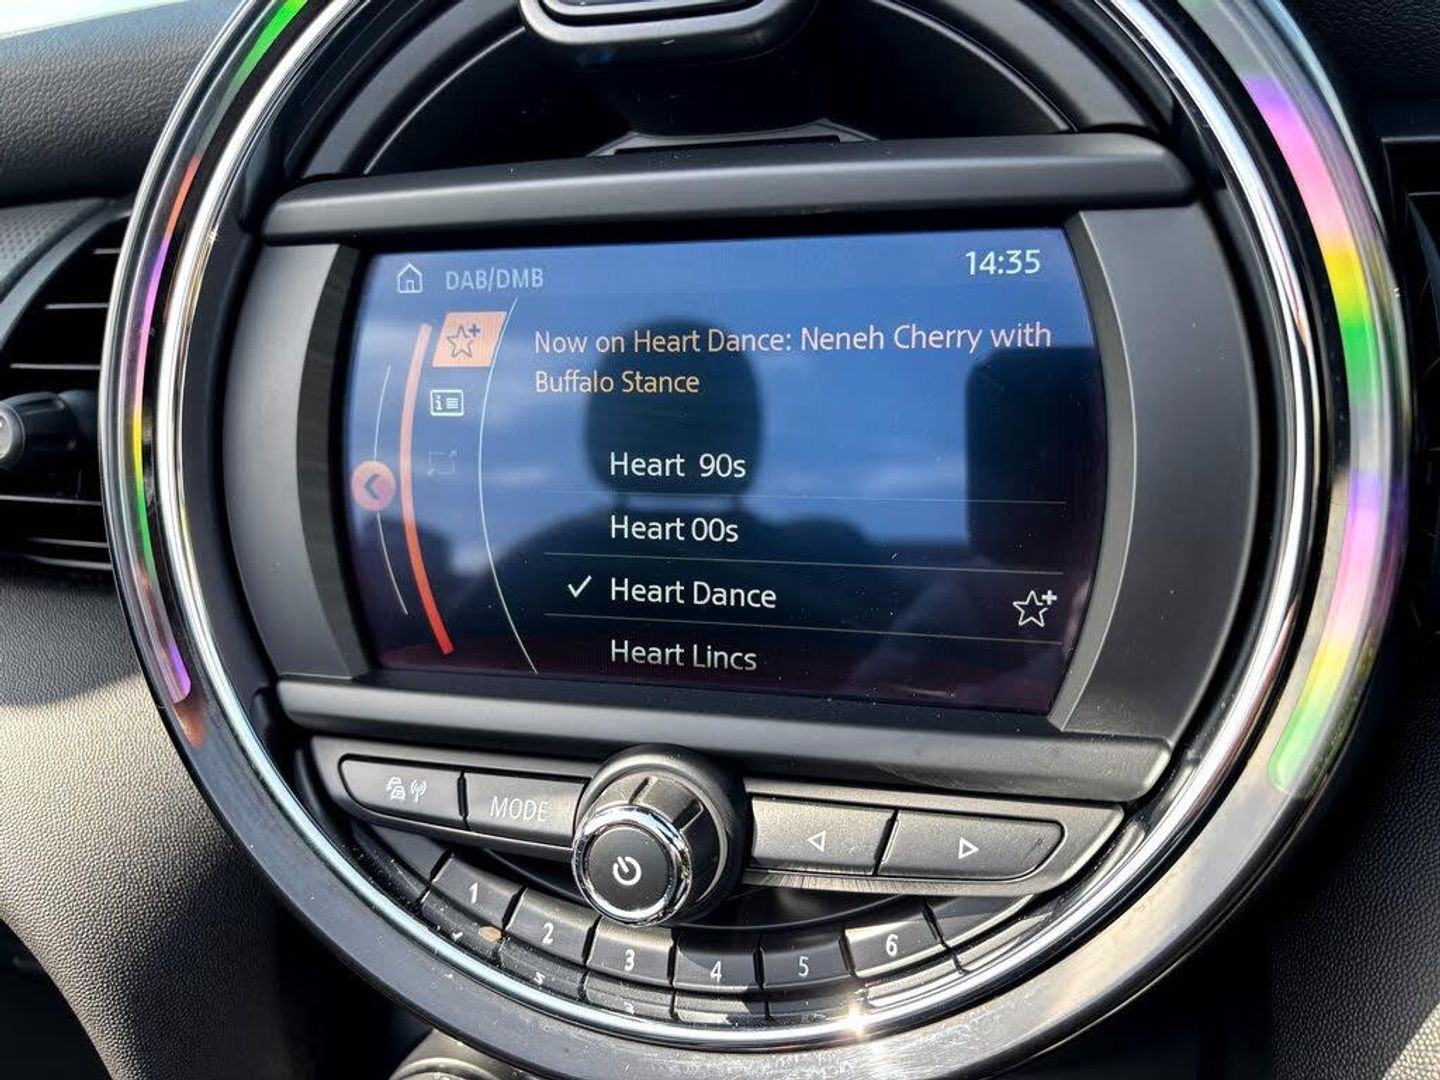 DAB/DMB
14:35
Now on Heart Dance: Neneh Cherry with
Buffalo Stance
Heart 90s
Heart 00s
Heart Dance
Heart Lincs
MODE
1
2
3
4
5
6